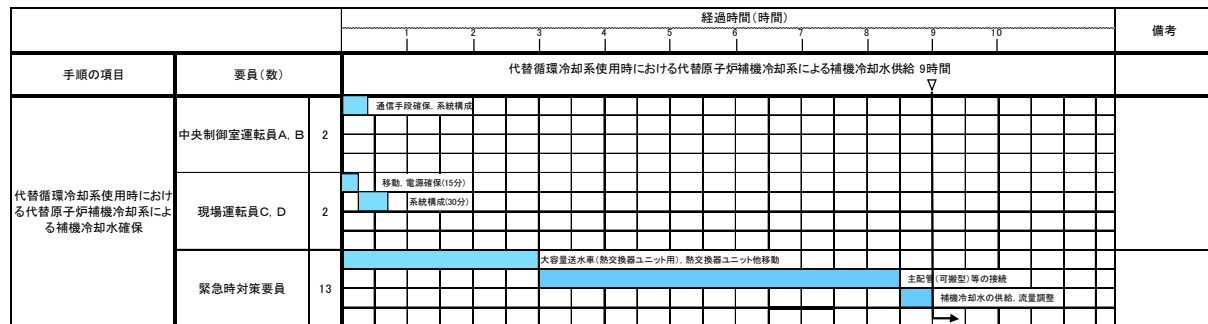 経過時間(時間)
備考
1 2 3 4 5 6 7 8 9 10
手順の項目
要員(数)
代替循環冷却系使用時における代替原子炉補機冷却系による補機冷却水供給 9時間
▽
通信手段確保, 系統構成
中央制御室運転員A, B
2
移動, 電源確保(15分)
系統構成(30分)
現場運転員C, D
2
代替循環冷却系使用時におけ
る代替原子炉補機冷却系によ
る補機冷却水確保
大容量送水車(熱交換器ユニット用), 熱交換器ユニット他移動
主配管(可搬型)等の接続
緊急時対策要員
13
補機冷却水の供給, 流量調整